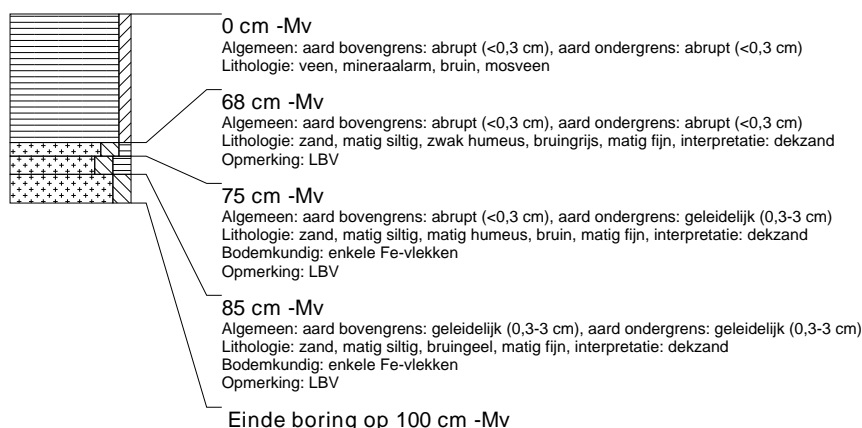 0 cm -Mv
Algemeen: aard bovengrens: abrupt (<0,3 cm), aard ondergrens: abrupt (<0,3 cm)
Lithologie: veen, mineraalarm, bruin, mosveen
68 cm -Mv
Algemeen: aard bovengrens: abrupt (<0,3 cm), aard ondergrens: abrupt (<0,3 cm)
Lithologie: zand, matig siltig, zwak humeus, bruingrijs, matig fijn, interpretatie: dekzand
Opmerking: LBV
75 cm -Mv
Algemeen: aard bovengrens: abrupt (<0,3 cm), aard ondergrens: geleidelijk (0,3-3 cm)
Lithologie: zand, matig siltig, matig humeus, bruin, matig fijn, interpretatie: dekzand
Bodemkundig: enkele Fe-vlekken
Opmerking: LBV
85 cm -Mv
Algemeen: aard bovengrens: geleidelijk (0,3-3 cm), aard ondergrens: geleidelijk (0,3-3 cm)
Lithologie: zand, matig siltig, bruingeel, matig fijn, interpretatie: dekzand
Bodemkundig: enkele Fe-vlekken
Opmerking: LBV
Einde boring op 100 cm -Mv